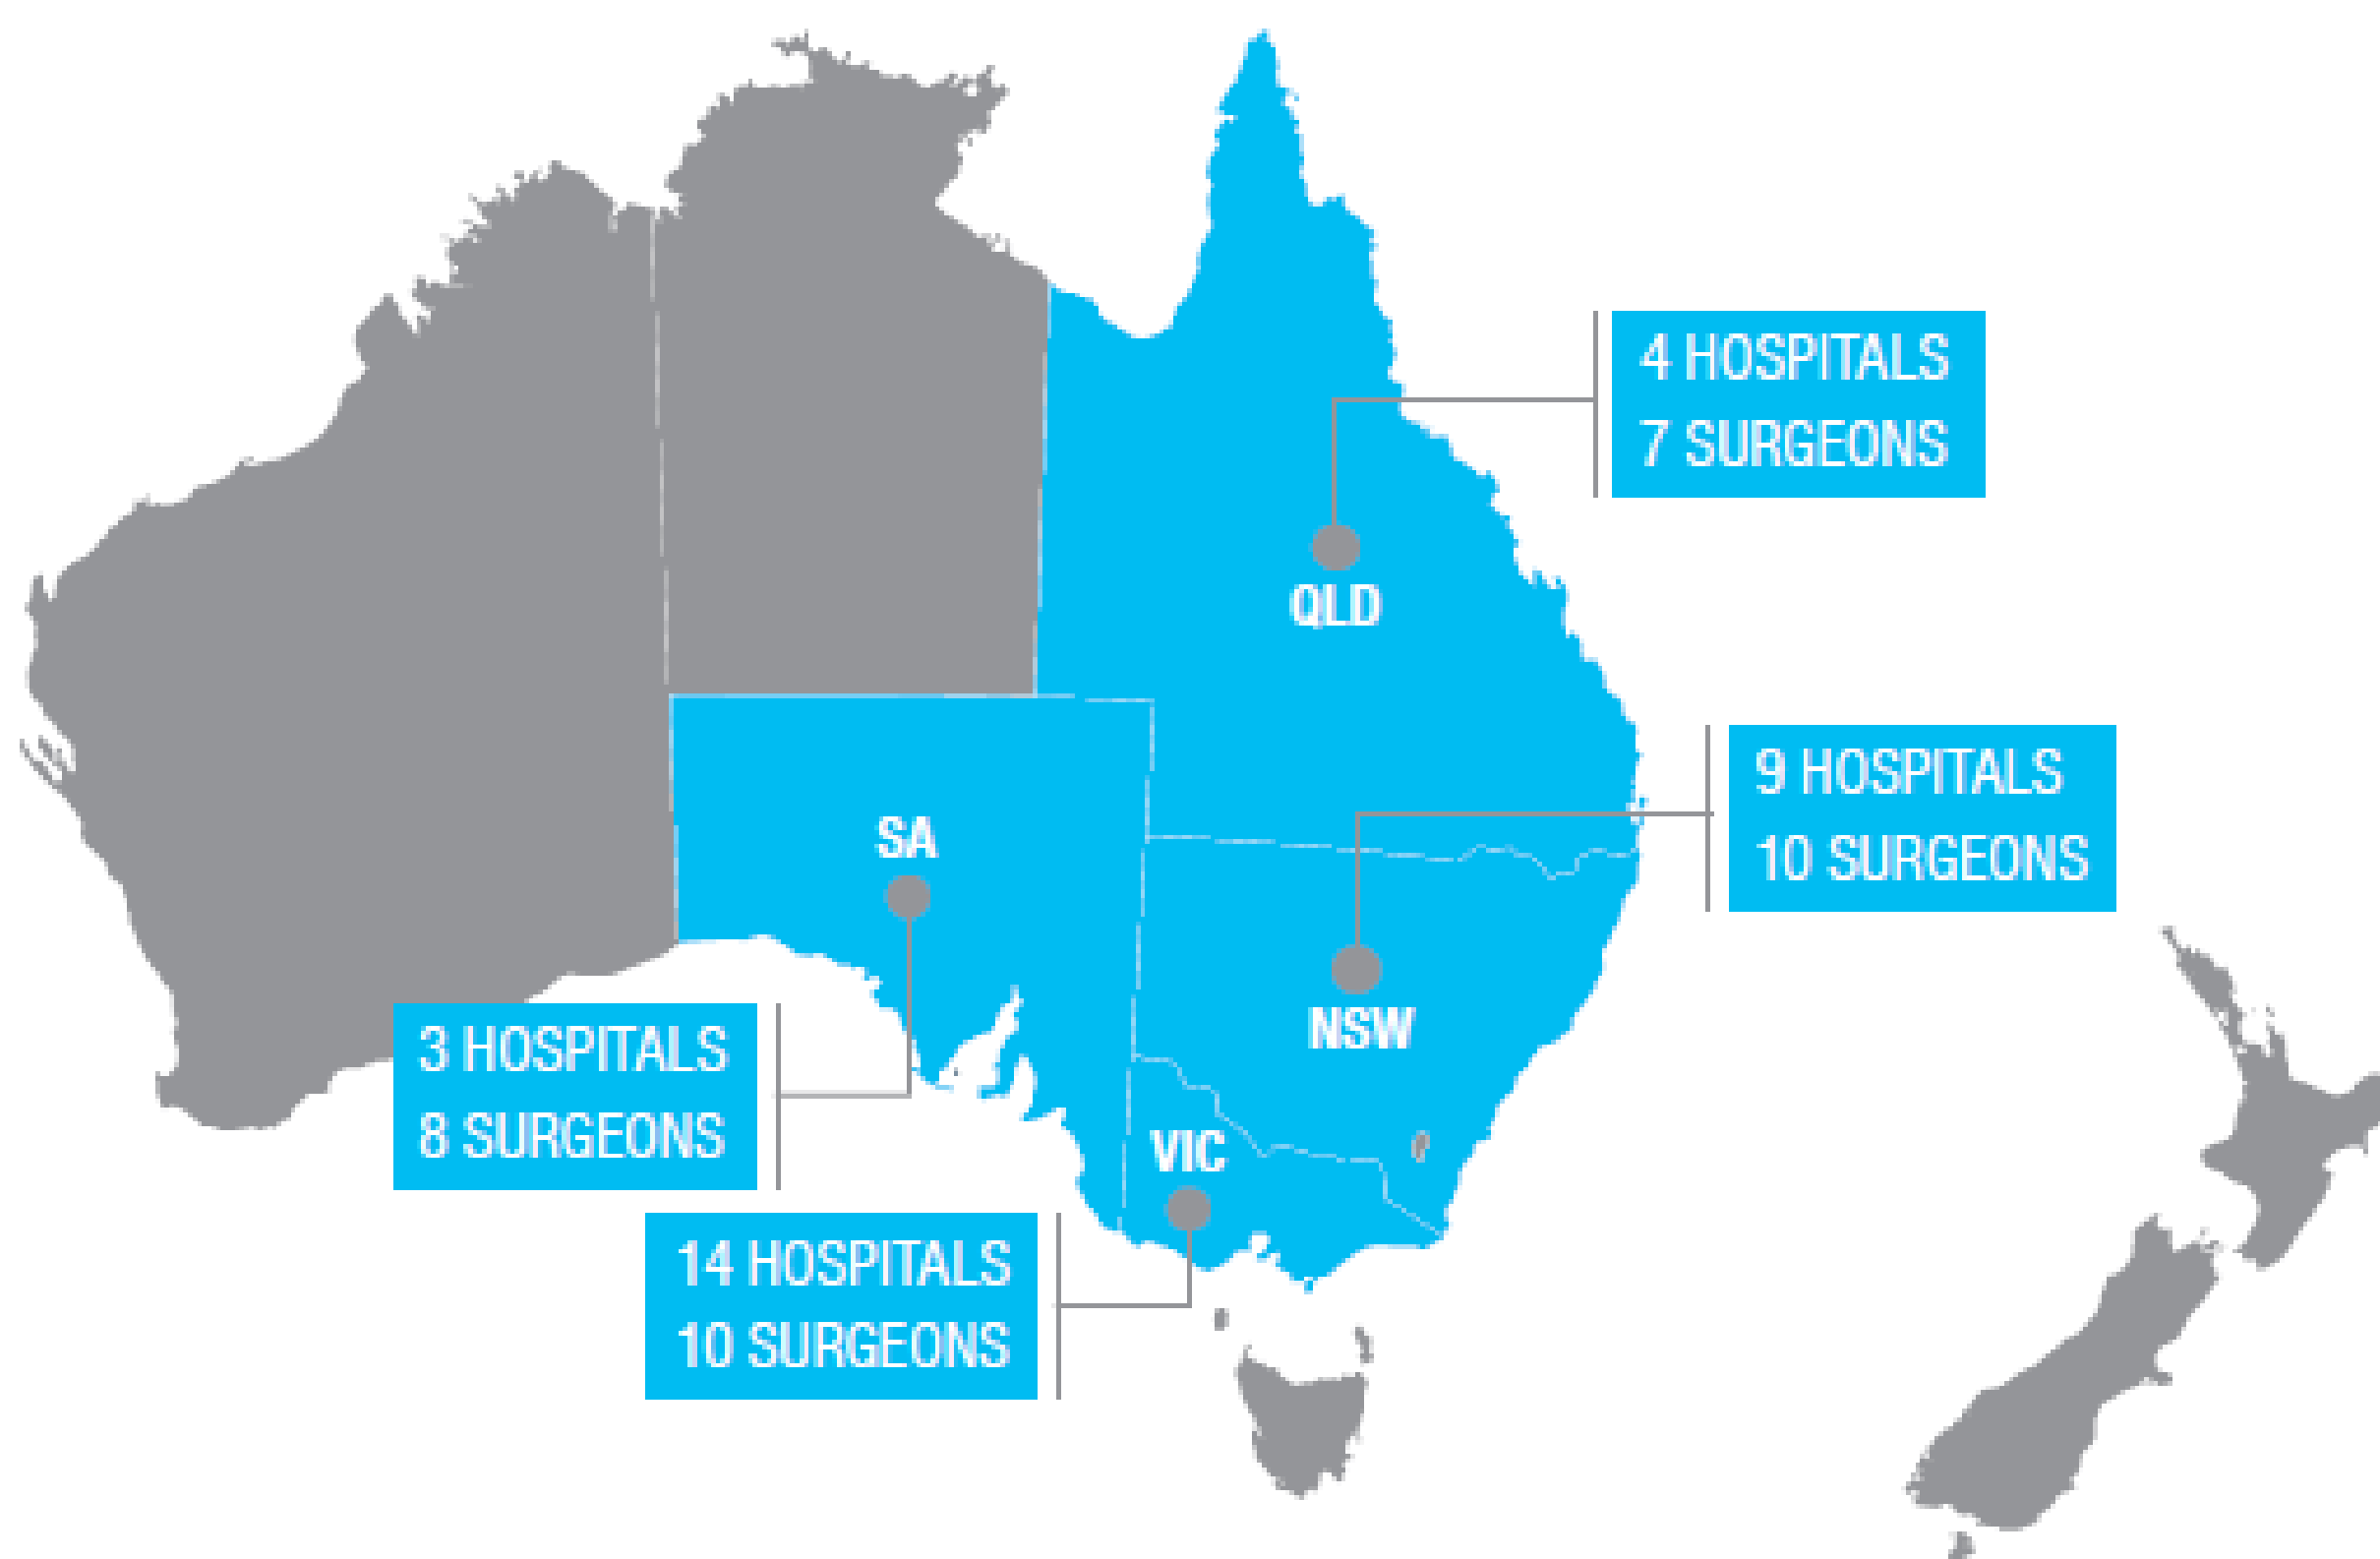 4 HOSPITALS
7 SURGEONS
QLD
9 HOSPITALS
10 SURGEONS
SA
NSW
3 HOSPITALS
8 SURGEONS
VIC
14 HOSPITALS
10 SURGEONS